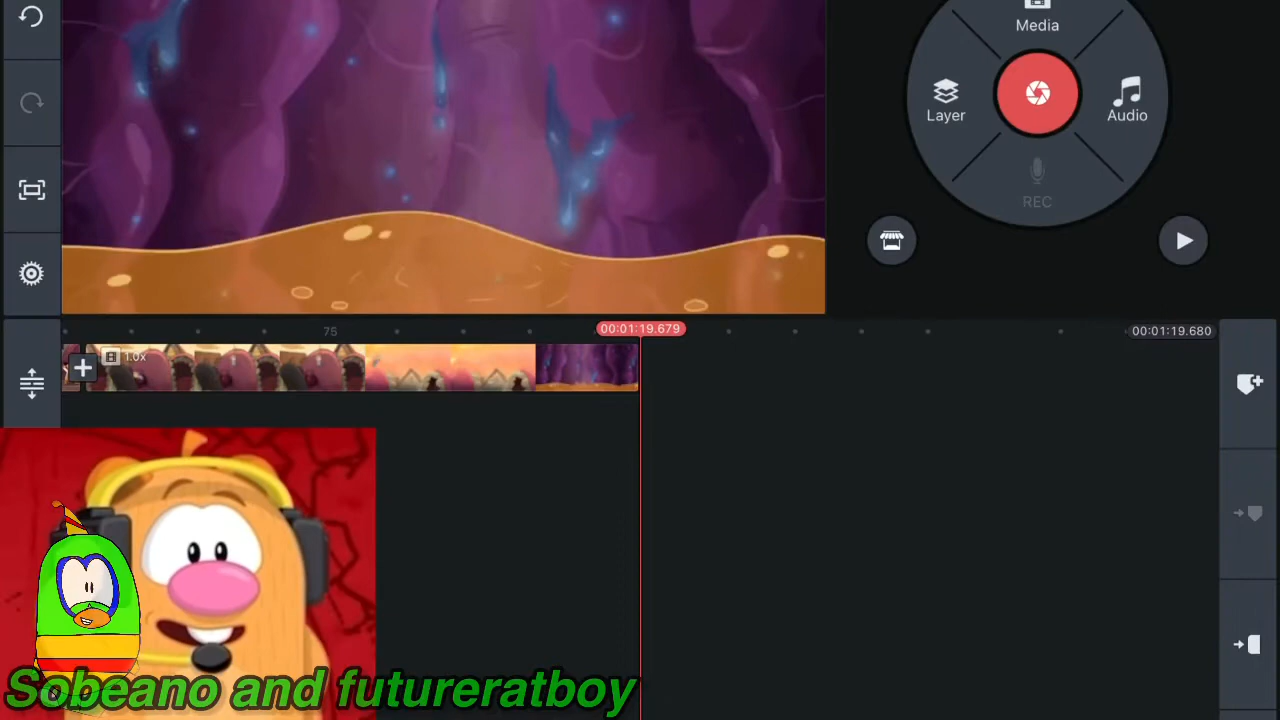 Media
Layer
Audio
REC
75
00:01:19.679
00:01:19.680
1.0x
Sobeano and futureratboy